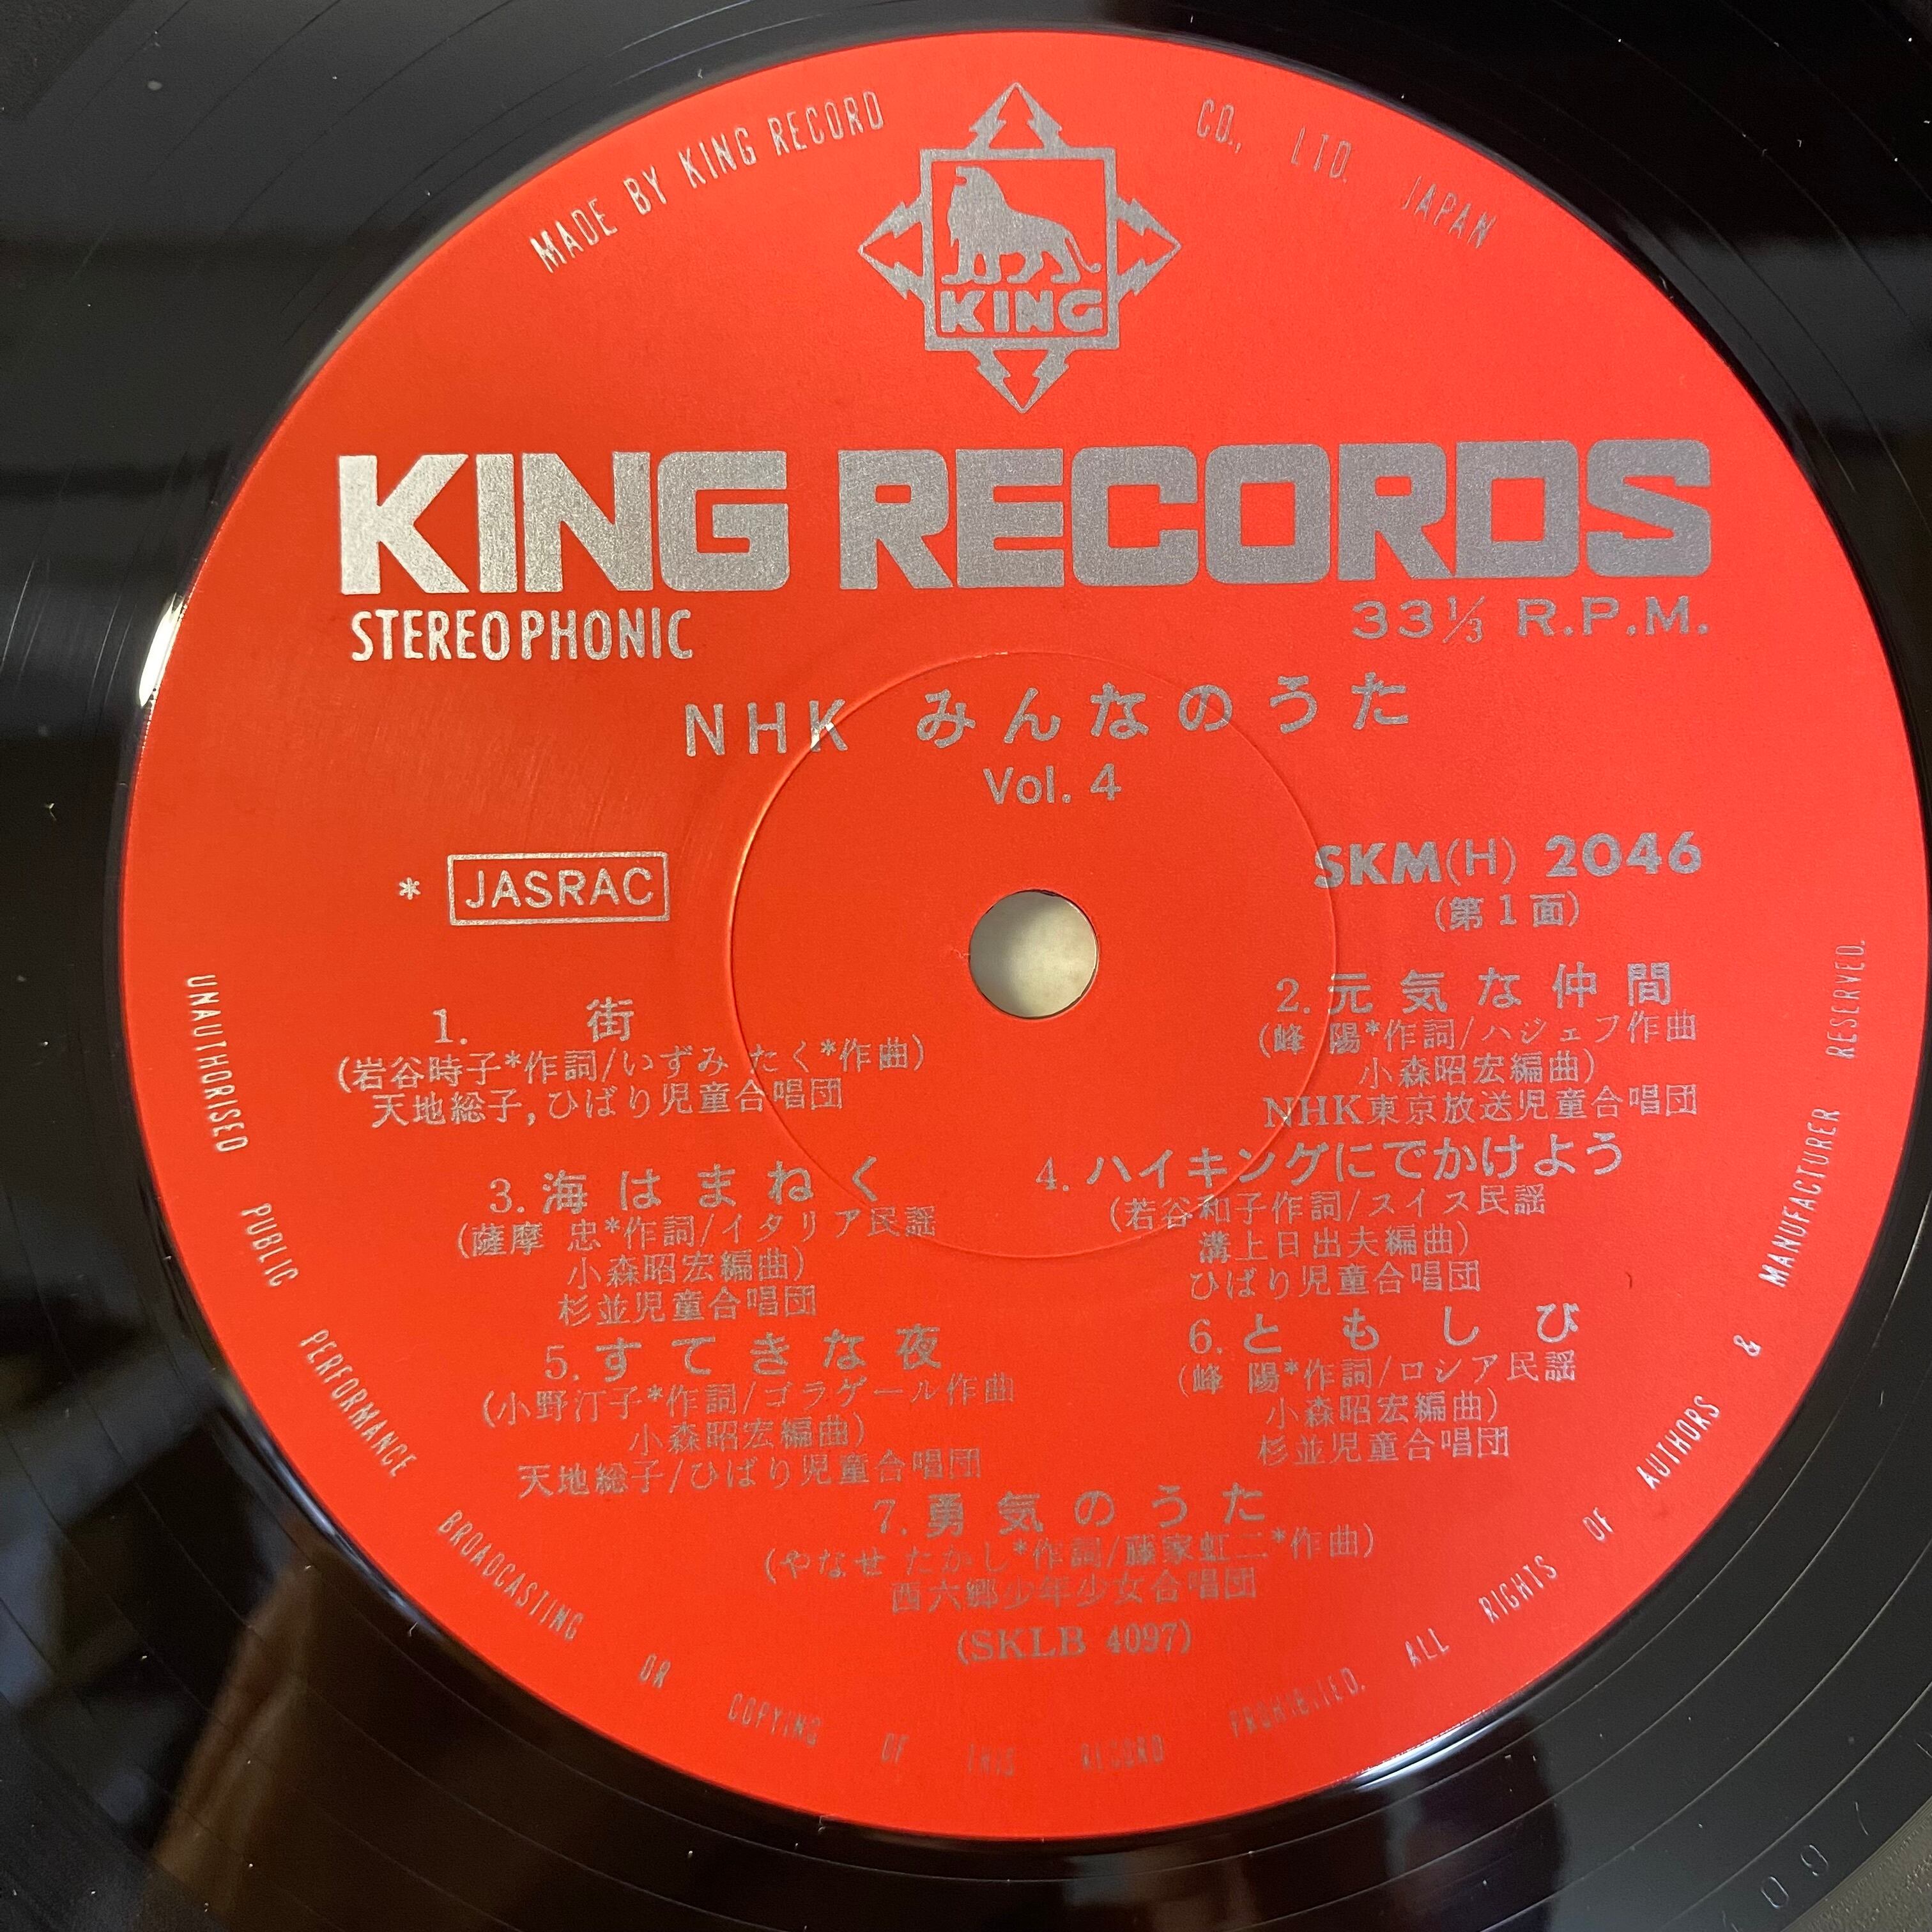 MADE BY KING RECORD CO., LTD. JAPAN
KING
KING RECORDS
STEREOPHONIC
33⅓ R.P.M.
NHK みんなのうた
Vol. 4
* JASRAC
SKM(H) 2046
(第1面)
1. 街
(岩谷時子*作詞/いずみ たく*作曲)
天地総子,ひばり児童合唱団
2. 元気な仲間
(峰 陽*作詞/ハジェフ作曲
小森昭宏編曲)
NHK東京放送児童合唱団
3. 海はまねく
(薩摩 忠*作詞/イタリア民謡
小森昭宏編曲)
杉並児童合唱団
4. ハイキングにでかけよう
(若谷和子作詞/スイス民謡
溝上日出夫編曲)
ひばり児童合唱団
5. すてきな夜
(小野汀子*作詞/ゴラゲール作曲
小森昭宏編曲)
天地総子/ひばり児童合唱団
6. ともしび
(峰 陽*作詞/ロシア民謡
小森昭宏編曲)
杉並児童合唱団
7. 勇気のうた
(やなせ たかし*作詞/藤家虹二*作曲)
西六郷少年少女合唱団
(SKLB 4097)
UNAUTHORISED PUBLIC PERFORMANCE BROADCASTING OR COPYING OF THIS RECORD PROHIBITED. ALL RIGHTS OF AUTHORS & MANUFACTURER RESERVED.